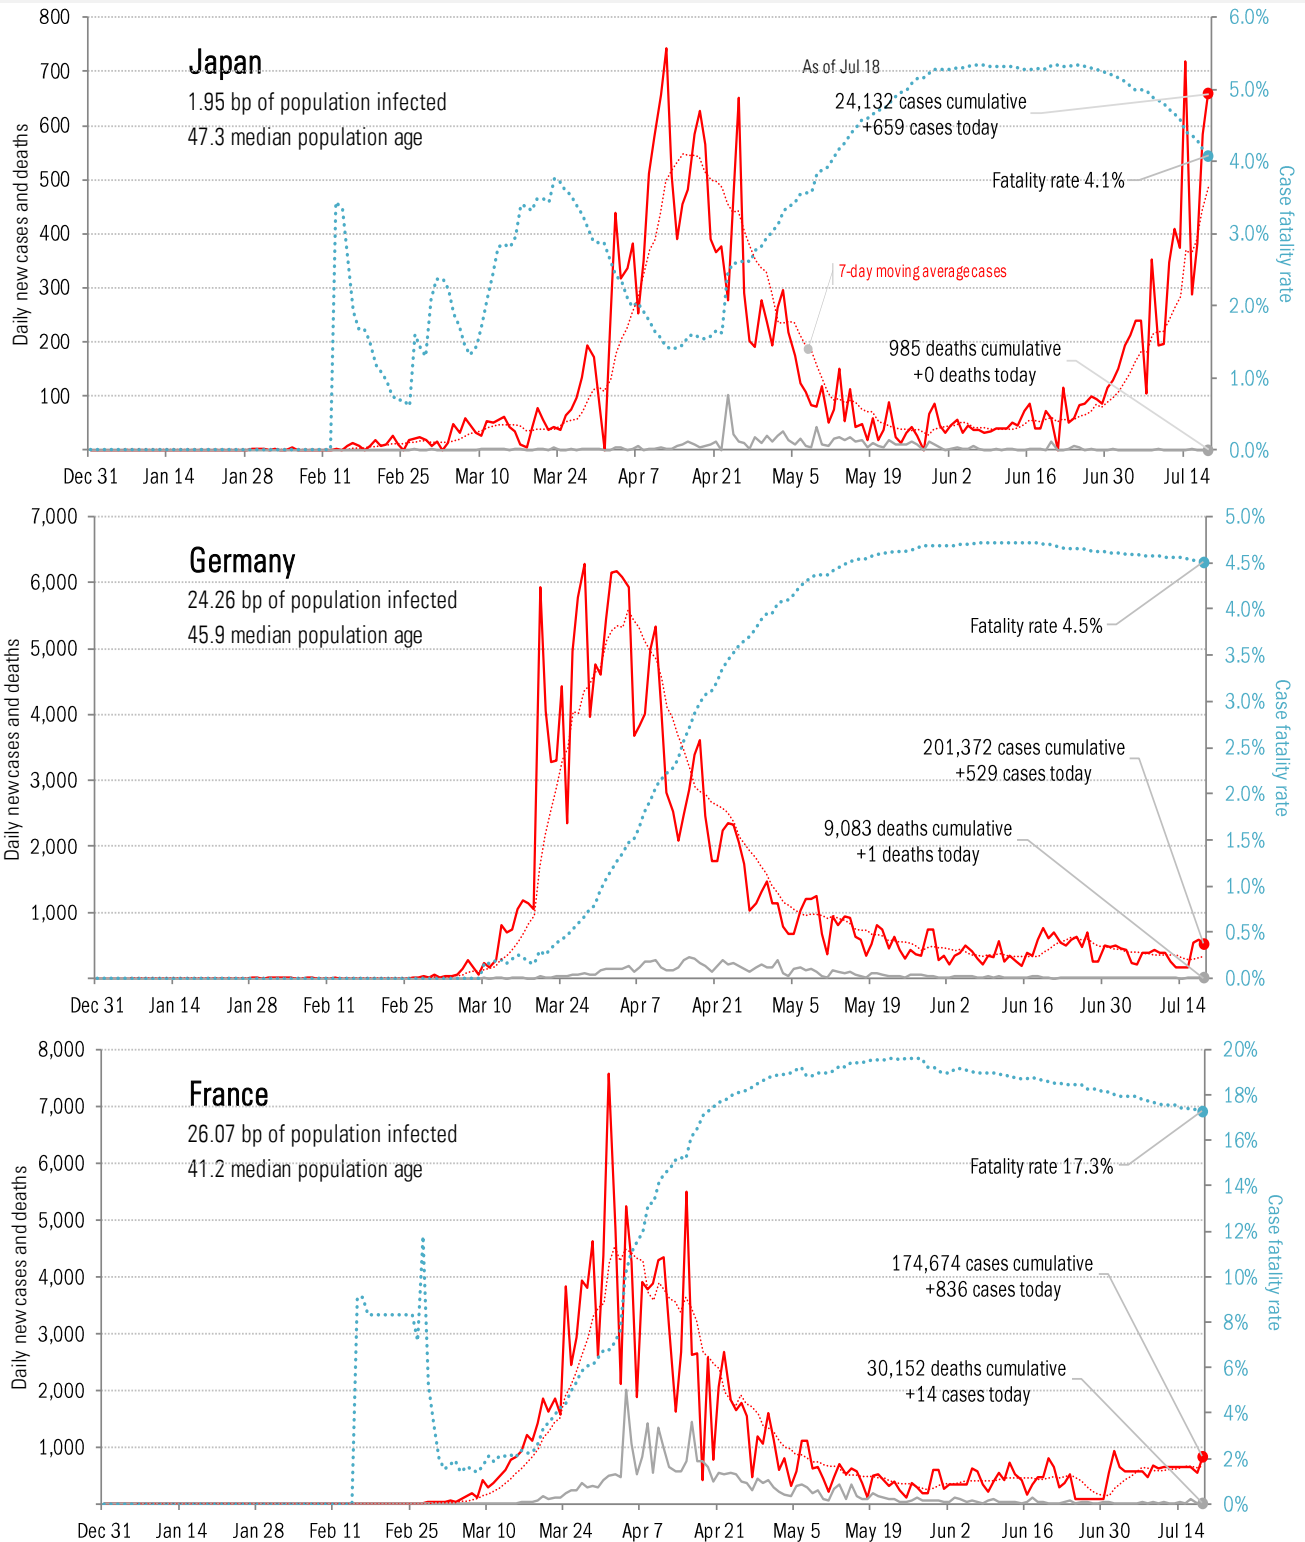 800
700
600
500
400
300
200
100
6.0%
5.0%
4.0%
3.0%
2.0%
1.0%
0.0%
Daily new cases and deaths
Case fatality rate
Japan
1.95 bp of population infected
47.3 median population age
As of Jul 18
24,132 cases cumulative
+659 cases today
Fatality rate 4.1%
7-day moving average cases
985 deaths cumulative
+0 deaths today
Dec 31 Jan 14 Jan 28 Feb 11 Feb 25 Mar 10 Mar 24 Apr 7 Apr 21 May 5 May 19 Jun 2 Jun 16 Jun 30 Jul 14
7,000
6,000
5,000
4,000
3,000
2,000
1,000
5.0%
4.5%
4.0%
3.5%
3.0%
2.5%
2.0%
1.5%
1.0%
0.5%
0.0%
Daily new cases and deaths
Case fatality rate
Germany
24.26 bp of population infected
45.9 median population age
Fatality rate 4.5%
201,372 cases cumulative
+529 cases today
9,083 deaths cumulative
+1 deaths today
Dec 31 Jan 14 Jan 28 Feb 11 Feb 25 Mar 10 Mar 24 Apr 7 Apr 21 May 5 May 19 Jun 2 Jun 16 Jun 30 Jul 14
8,000
7,000
6,000
5,000
4,000
3,000
2,000
1,000
20%
18%
16%
14%
12%
10%
8%
6%
4%
2%
0%
Daily new cases and deaths
Case fatality rate
France
26.07 bp of population infected
41.2 median population age
Fatality rate 17.3%
174,674 cases cumulative
+836 cases today
30,152 deaths cumulative
+14 cases today
Dec 31 Jan 14 Jan 28 Feb 11 Feb 25 Mar 10 Mar 24 Apr 7 Apr 21 May 5 May 19 Jun 2 Jun 16 Jun 30 Jul 14